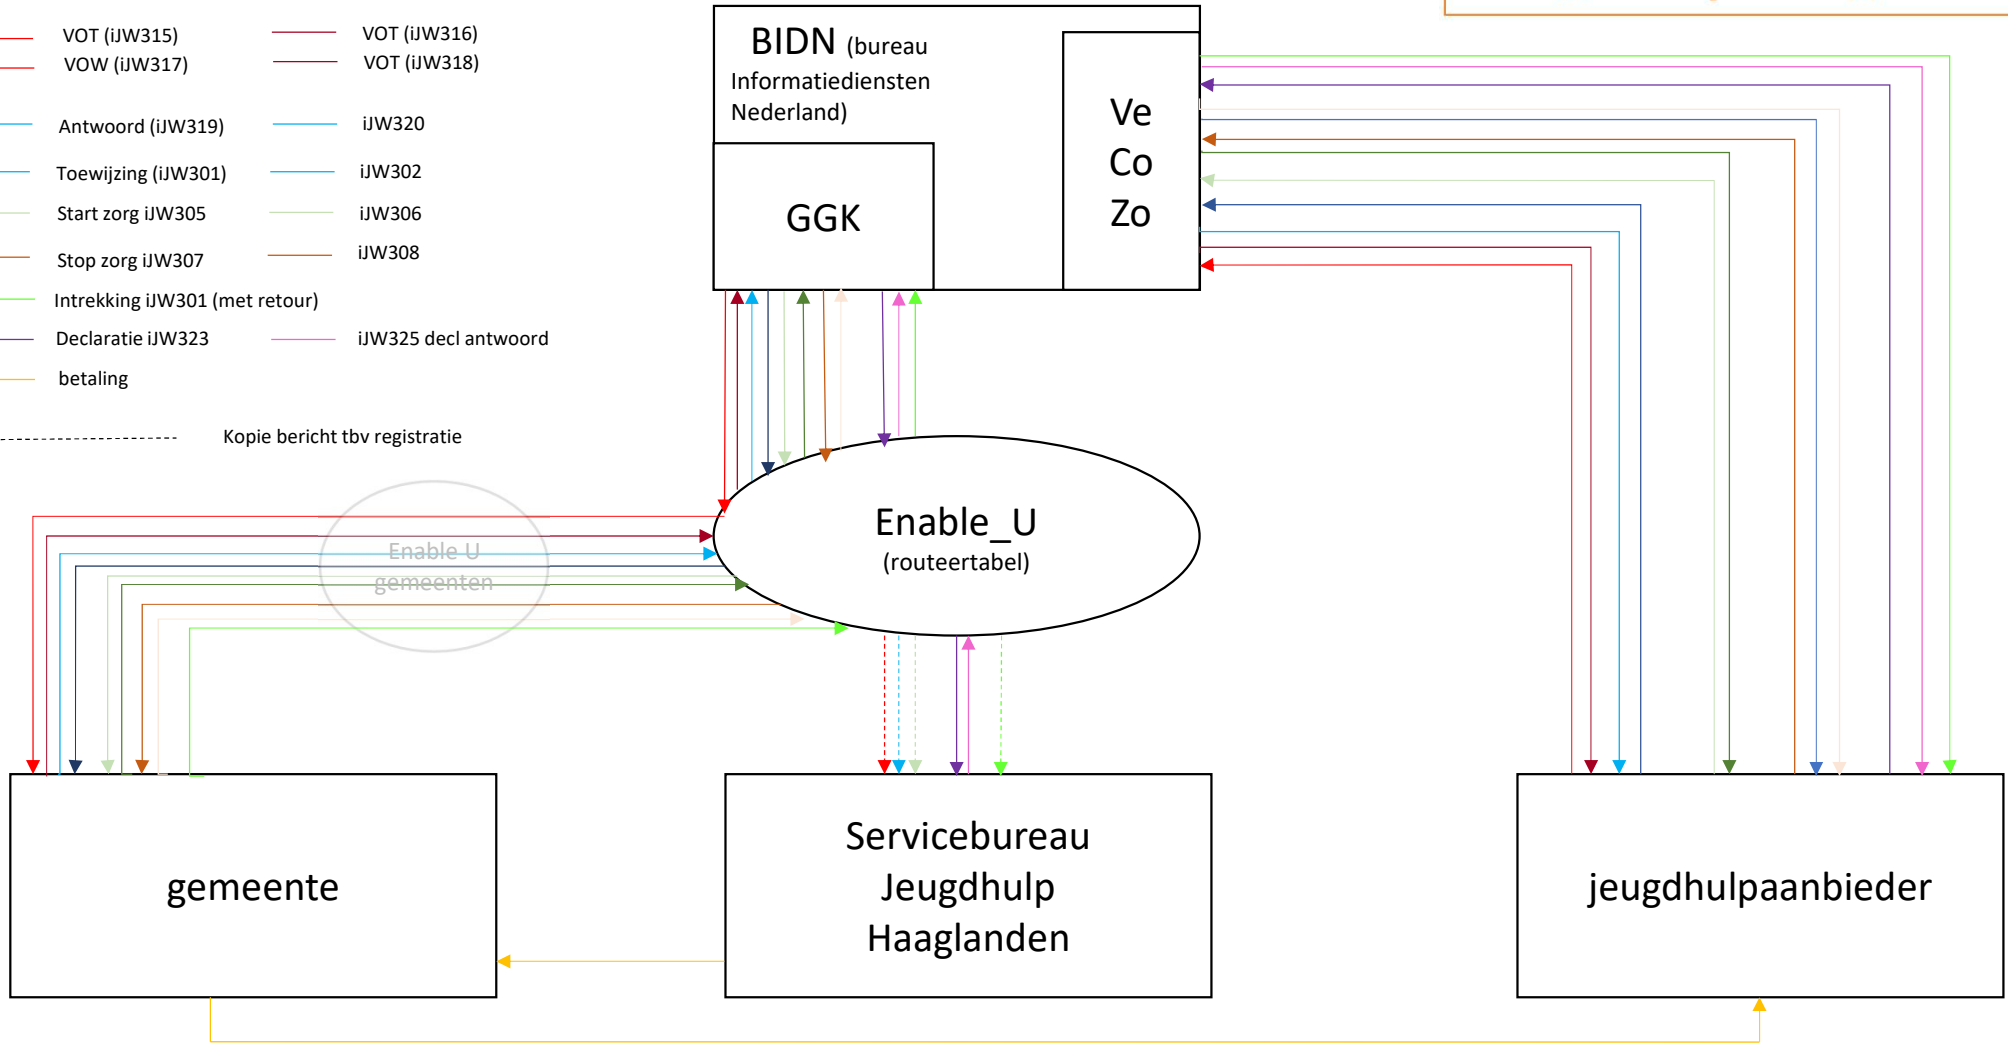 VOT (iJW315)
VOT (iJW316)
VOW (iJW317)
VOT (iJW318)
Antwoord (iJW319)
iJW320
Toewijzing (iJW301)
iJW302
Start zorg iJW305
iJW306
Stop zorg iJW307
iJW308
Intrekking iJW301 (met retour)
Declaratie iJW323
iJW325 decl antwoord
betaling
Kopie bericht tbv registratie
BIDN (bureau
Informatiediensten
Nederland)
GGK
Ve
Co
Zo
Enable_U
(routeertabel)
Enable U
gemeenten
gemeente
Servicebureau
Jeugdhulp
Haaglanden
jeugdhulpaanbieder